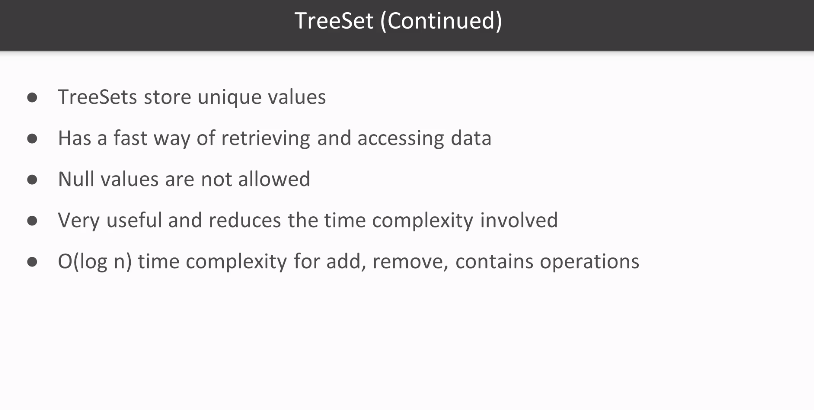 TreeSet (Continued)
● TreeSets store unique values
● Has a fast way of retrieving and accessing data
● Null values are not allowed
● Very useful and reduces the time complexity involved
● O(log n) time complexity for add, remove, contains operations